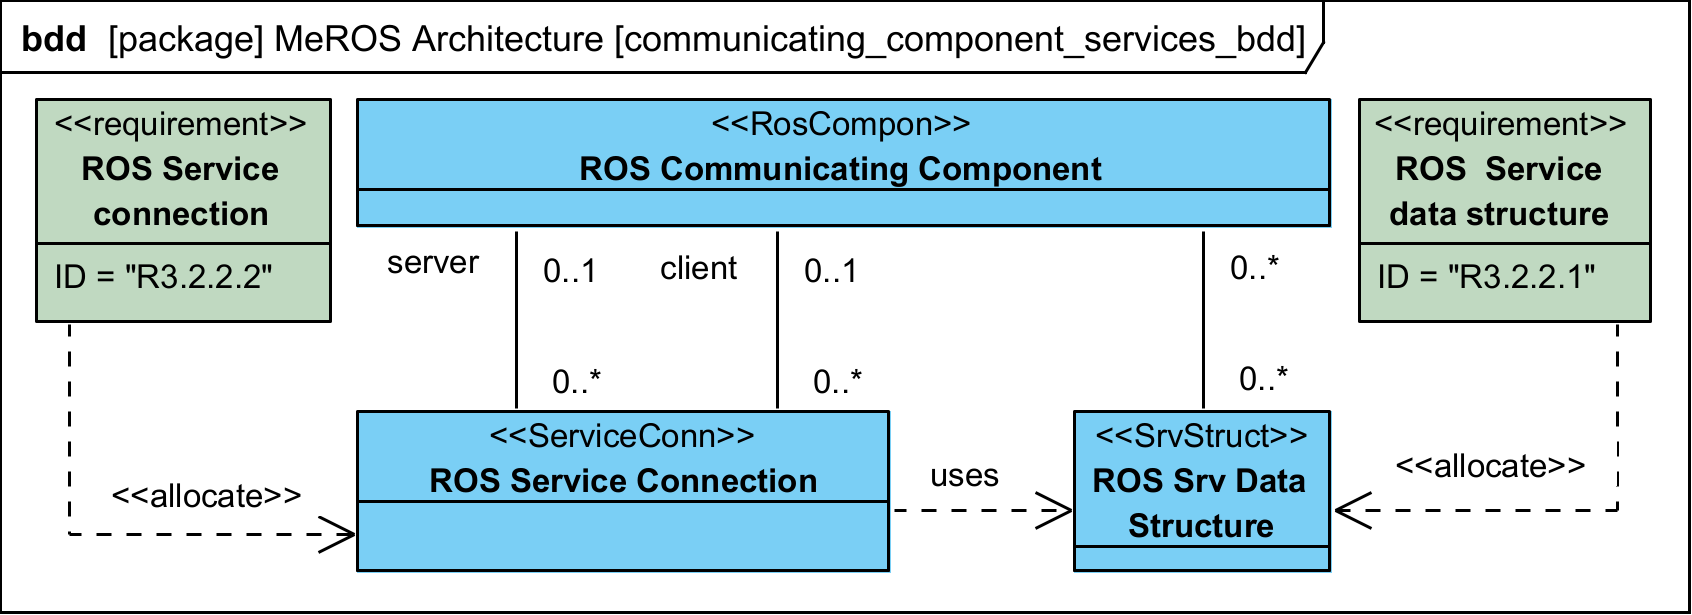 bdd [package] MeROS Architecture [communicating_component_services_bdd]
<<requirement>>
ROS Service
connection
ID = "R3.2.2.2"
<<RosCompon>>
ROS Communicating Component
<<requirement>>
ROS  Service
data structure
ID = "R3.2.2.1"
server
0..1
client
0..1
0..*
0..*
0..*
0..*
<<allocate>>
<<ServiceConn>>
ROS Service Connection
uses
<<SrvStruct>>
ROS Srv Data
Structure
<<allocate>>